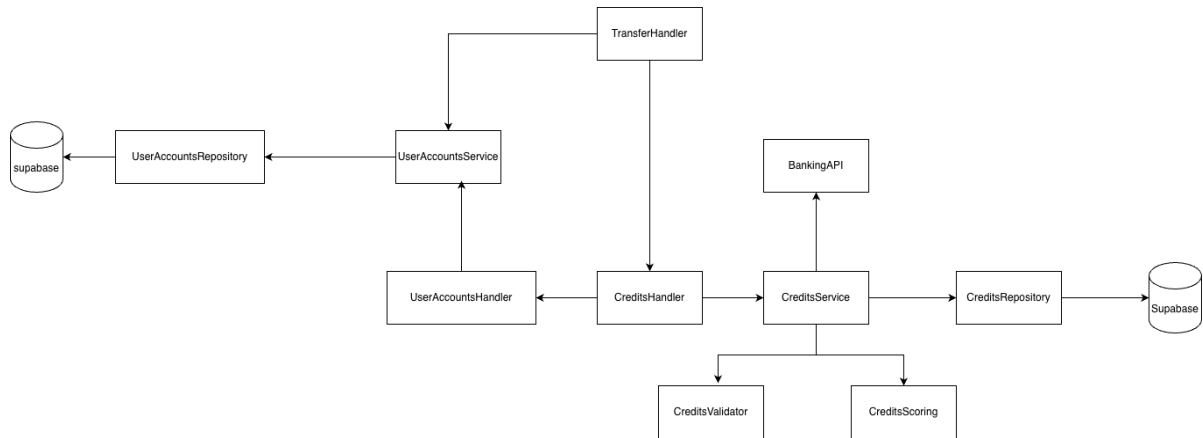 TransferHandler
supabase
UserAccountsRepository
UserAccountsService
BankingAPI
UserAccountsHandler
CreditsHandler
CreditsService
CreditsRepository
Supabase
CreditsValidator
CreditsScoring